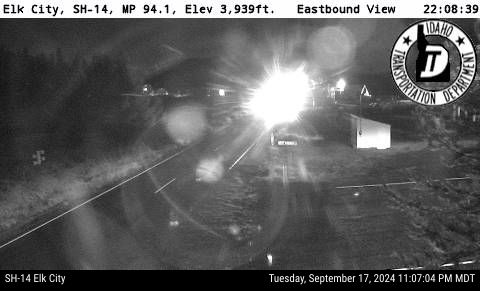 Elk City, SH-14, MP 94.1, Elev 3,939ft. Eastbound View 22:08:39
IDAHO
TRANSPORTATION DEPARTMENT
SH-14 Elk City Tuesday, September 17, 2024 11:07:04 PM MDT